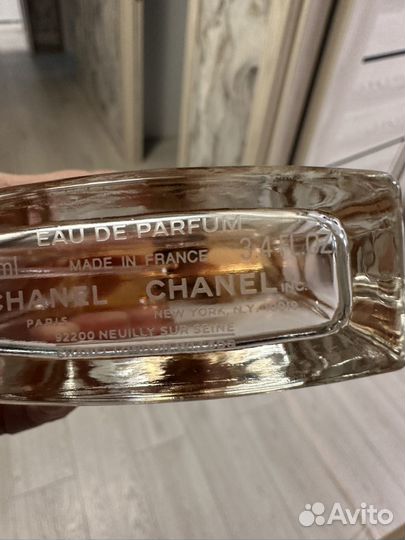 EAU DE PARFUM
ml MADE IN FRANCE 3.4 FL.OZ
CHANEL CHANEL INC.
PARIS NEW YORK, N.Y.
92200 NEUILLY SUR SEINE
Avito